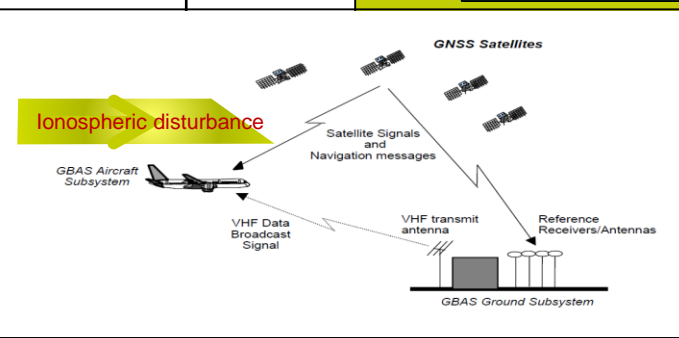 GNSS Satellites
Ionospheric disturbance
Satellite Signals
and
Navigation messages
GBAS Aircraft
Subsystem
VHF Data
Broadcast
Signal
VHF transmit
antenna
Reference
Receivers/Antennas
GBAS Ground Subsystem